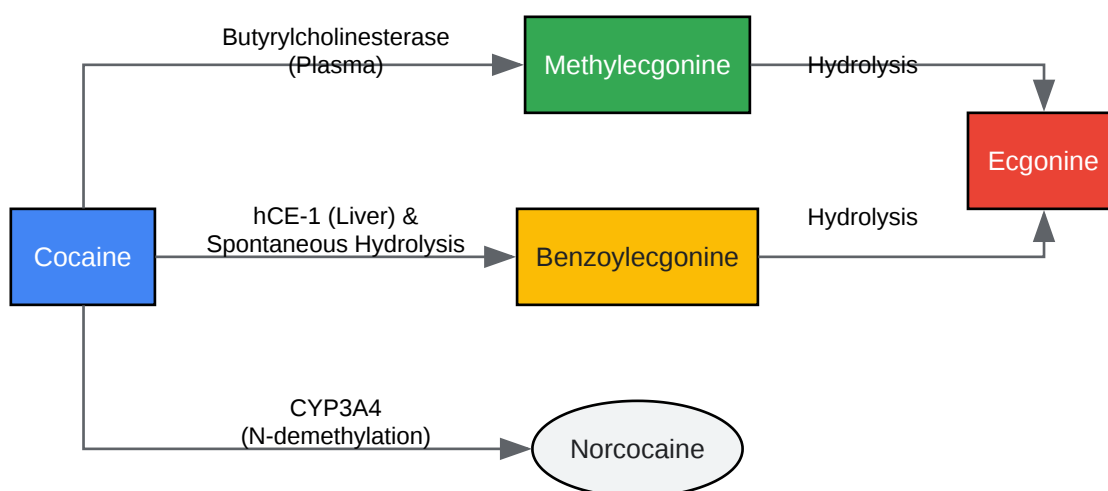 Butyrylcholinesterase
(Plasma)
Methylecgonine
Hydrolysis
Ecgonine
Cocaine
hCE-1 (Liver) &
Spontaneous Hydrolysis
Benzoylecgonine
Hydrolysis
CYP3A4
(N-demethylation)
Norcocaine